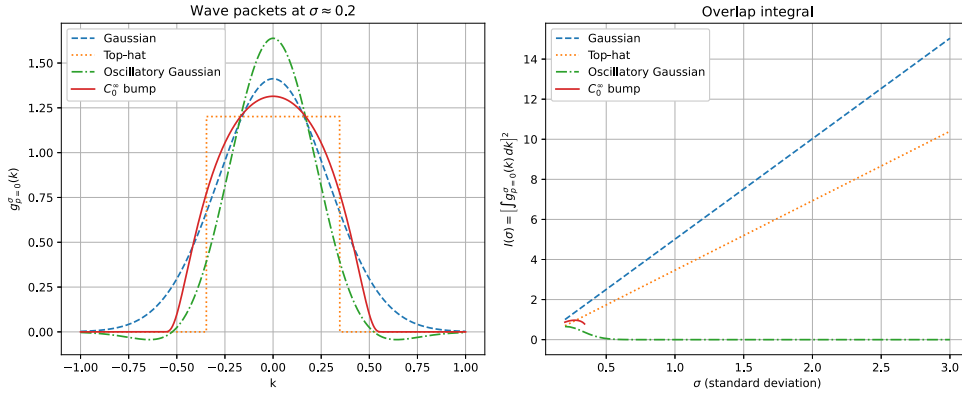 Wave packets at σ ≈ 0.2
Gaussian
Top-hat
Oscillatory Gaussian
C₀^∞ bump
g^σ_{p=0}(k)
1.50
1.25
1.00
0.75
0.50
0.25
0.00
−1.00 −0.75 −0.50 −0.25 0.00 0.25 0.50 0.75 1.00
k
Overlap integral
Gaussian
Top-hat
Oscillatory Gaussian
C₀^∞ bump
I(σ) = [∫ g^σ_{p=0}(k) dk]²
14
12
10
8
6
4
2
0
0.5 1.0 1.5 2.0 2.5 3.0
σ (standard deviation)